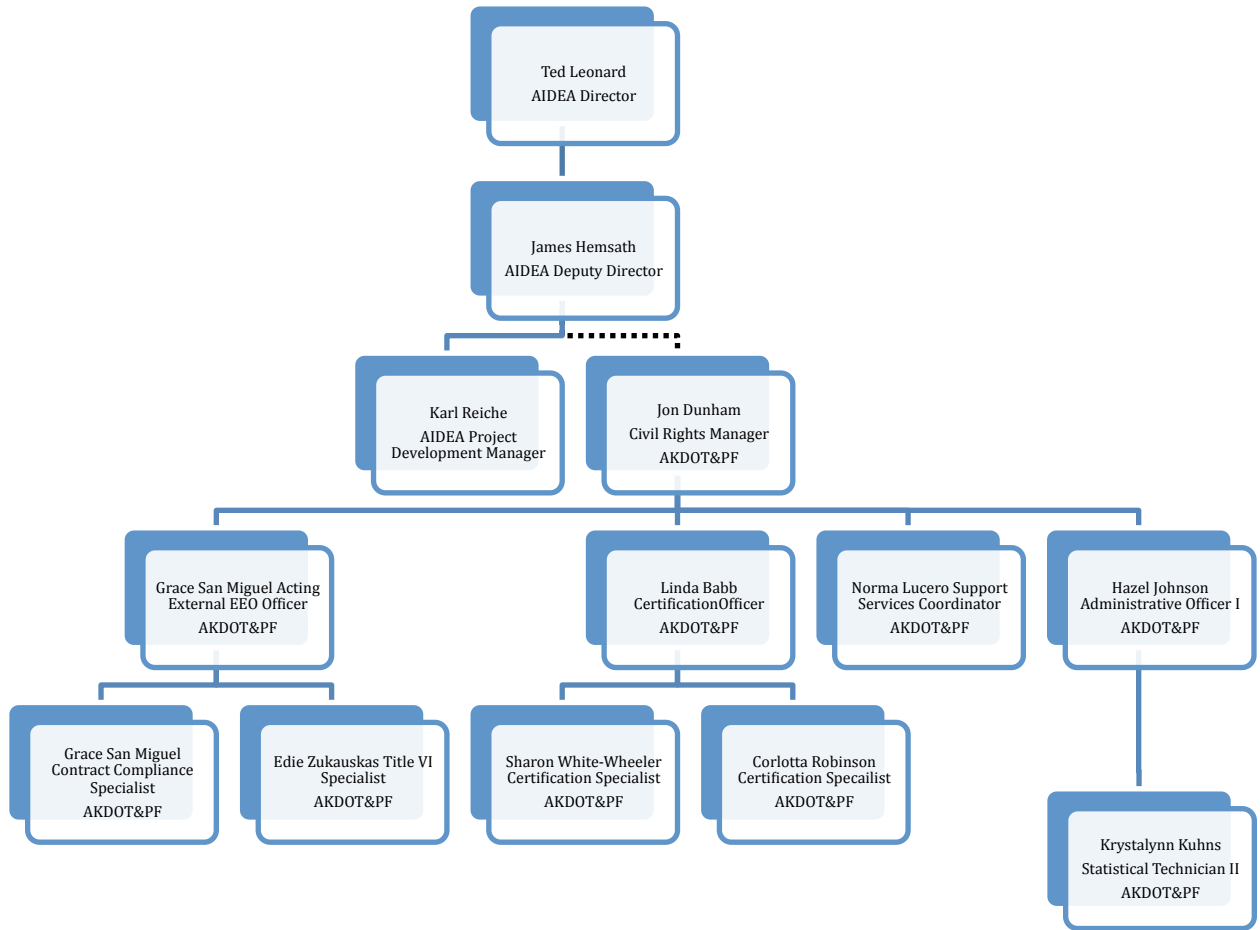 Ted Leonard
AIDEA Director
James Hemsath
AIDEA Deputy Director
Karl Reiche
AIDEA Project
Development Manager
Jon Dunham
Civil Rights Manager
AKDOT&PF
Grace San Miguel Acting
External EEO Officer
AKDOT&PF
Linda Babb
CertificationOfficer
AKDOT&PF
Norma Lucero Support
Services Coordinator
AKDOT&PF
Hazel Johnson
Administrative Officer I
AKDOT&PF
Grace San Miguel
Contract Compliance
Specialist
AKDOT&PF
Edie Zukauskas Title VI
Specialist
AKDOT&PF
Sharon White-Wheeler
Certification Specialist
AKDOT&PF
Corlotta Robinson
Certification Specailist
AKDOT&PF
Krystalynn Kuhns
Statistical Technician II
AKDOT&PF